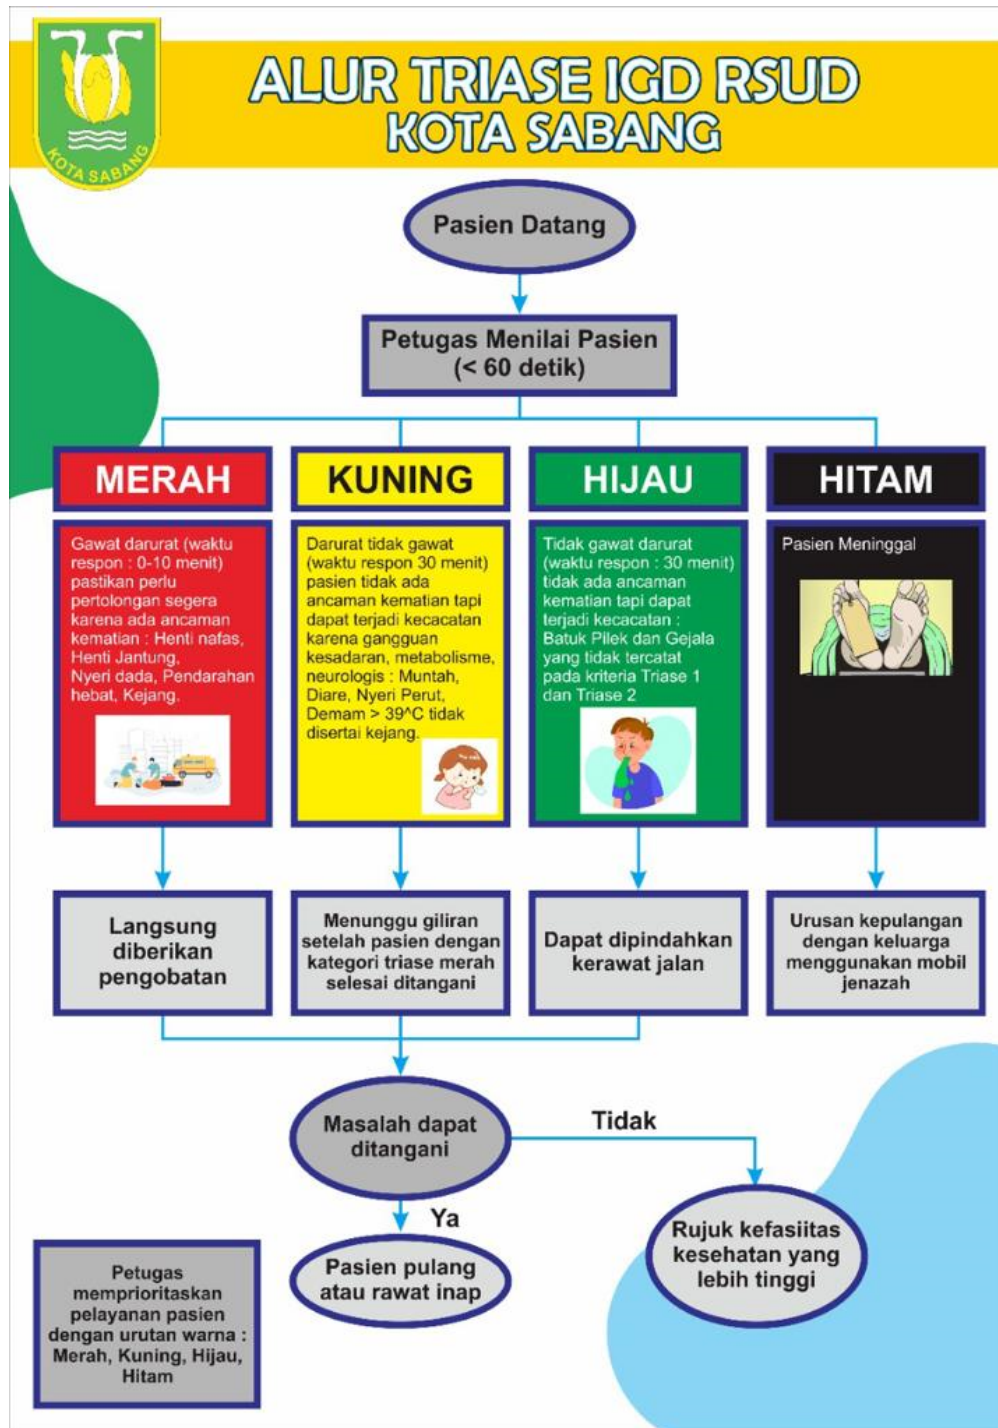 KOTA SABANG
ALUR TRIASE IGD RSUD
KOTA SABANG
Pasien Datang
Petugas Menilai Pasien
(< 60 detik)
MERAH
Gawat darurat (waktu
respon : 0-10 menit)
pastikan perlu
pertolongan segera
karena ada ancaman
kematian : Henti nafas,
Henti Jantung,
Nyeri dada, Pendarahan
hebat, Kejang.
KUNING
Darurat tidak gawat
(waktu respon 30 menit)
pasien tidak ada
ancaman kematian tapi
dapat terjadi kecacatan
karena gangguan
kesadaran, metabolisme,
neurologis : Muntah,
Diare, Nyeri Perut,
Demam > 39^C tidak
disertai kejang.
HIJAU
Tidak gawat darurat
(waktu respon : 30 menit)
tidak ada ancaman
kematian tapi dapat
terjadi kecacatan :
Batuk Pilek dan Gejala
yang tidak tercatat
pada kriteria Triase 1
dan Triase 2
HITAM
Pasien Meninggal
Langsung
diberikan
pengobatan
Menunggu giliran
setelah pasien dengan
kategori triase merah
selesai ditangani
Dapat dipindahkan
kerawat jalan
Urusan kepulangan
dengan keluarga
menggunakan mobil
jenazah
Masalah dapat
ditangani
Tidak
Ya
Rujuk kefasiitas
kesehatan yang
lebih tinggi
Pasien pulang
atau rawat inap
Petugas
memprioritaskan
pelayanan pasien
dengan urutan warna :
Merah, Kuning, Hijau,
Hitam